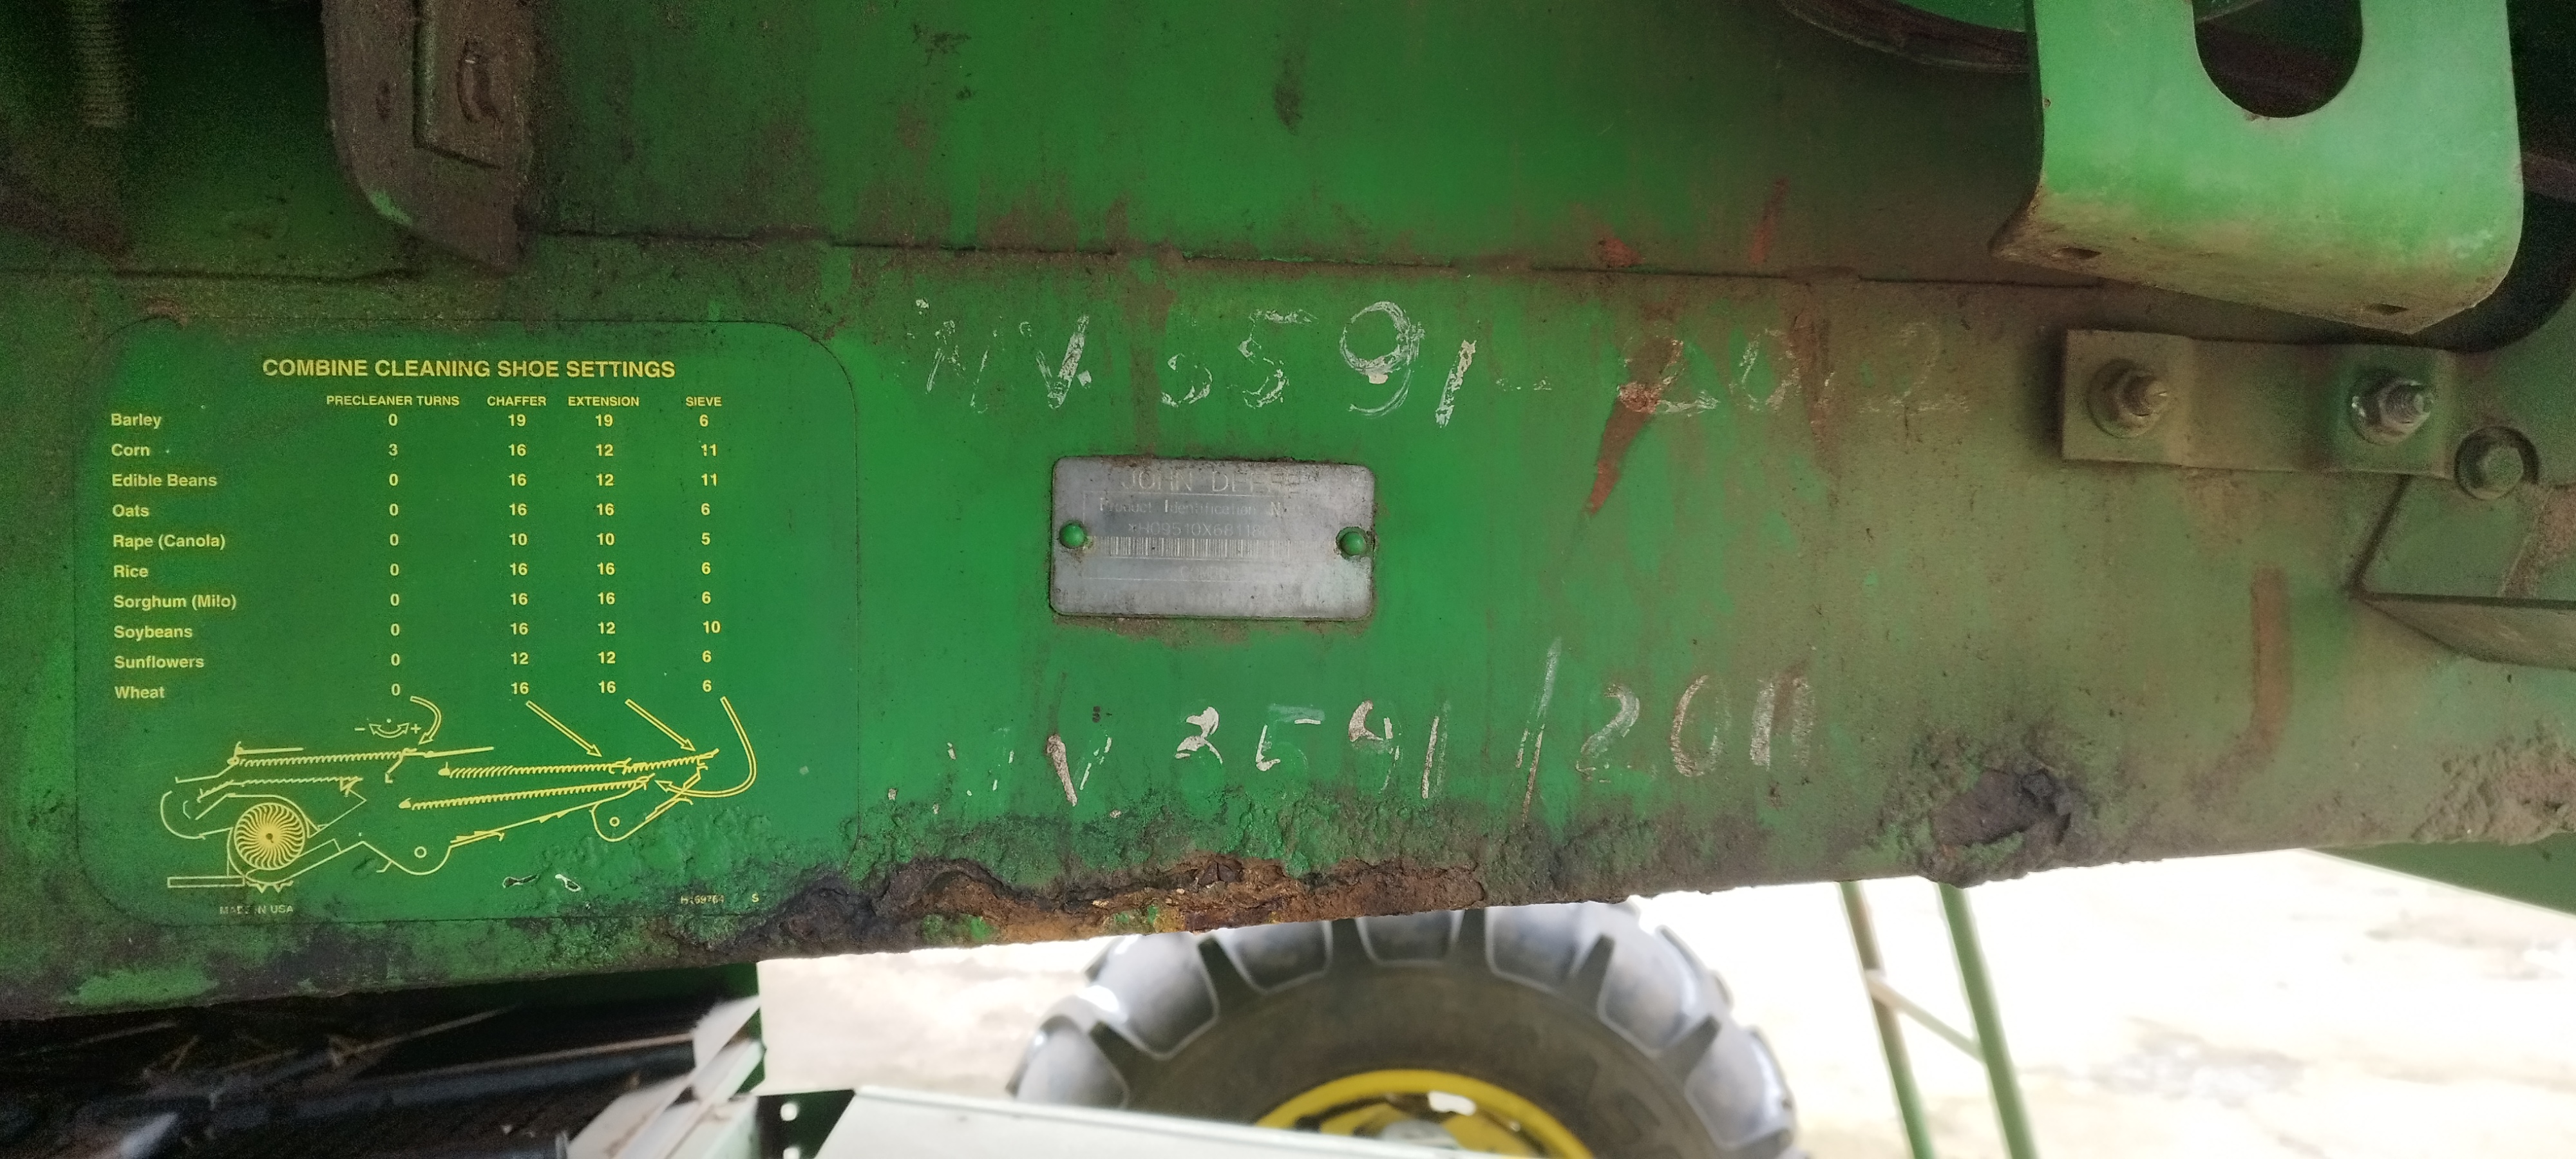 COMBINE CLEANING SHOE SETTINGS
PRECLEANER TURNS CHAFFER EXTENSION SIEVE
Barley 0 19 19 6
Corn 3 16 12 11
Edible Beans 0 16 12 11
Oats 0 16 16 6
Rape (Canola) 0 10 10 5
Rice 0 16 16 6
Sorghum (Milo) 0 16 16 6
Soybeans 0 16 12 10
Sunflowers 0 12 12 6
Wheat 0 16 16 6
- +
MADE IN USA
H169764 S
5591
JOHN DEERE
Product Identification
/2011